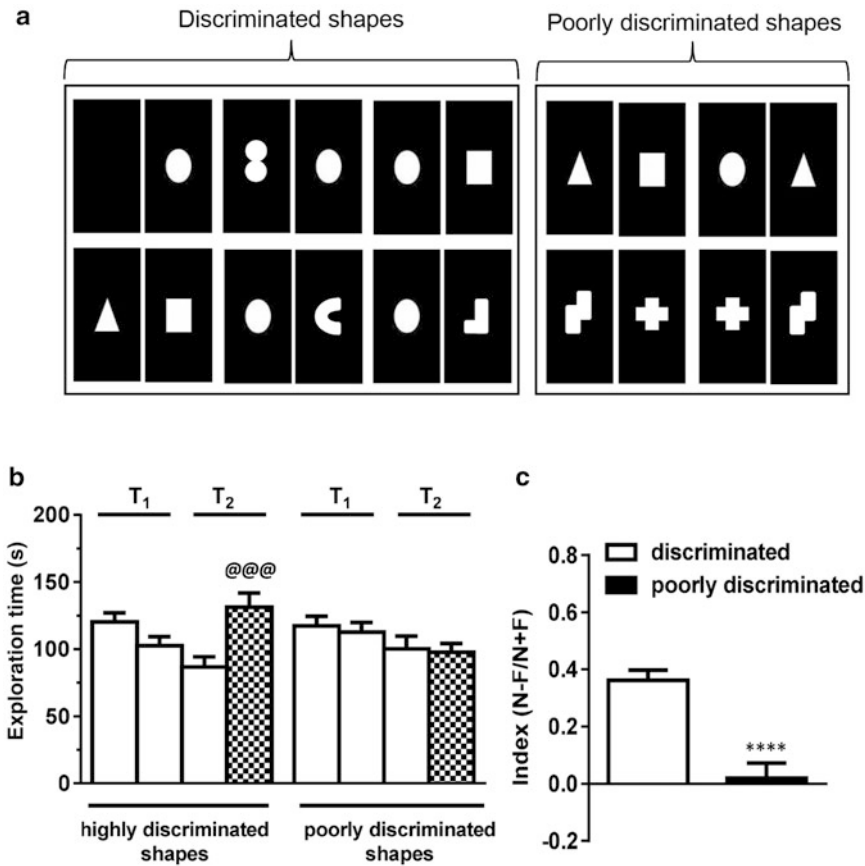 a
Discriminated shapes
Poorly discriminated shapes
b
T1
T2
T1
T2
Exploration time (s)
200
150
100
50
0
@@@
highly discriminated
shapes
poorly discriminated
shapes
c
discriminated
poorly discriminated
Index (N-F/N+F)
0.8
0.6
0.4
0.2
0.0
-0.2
****